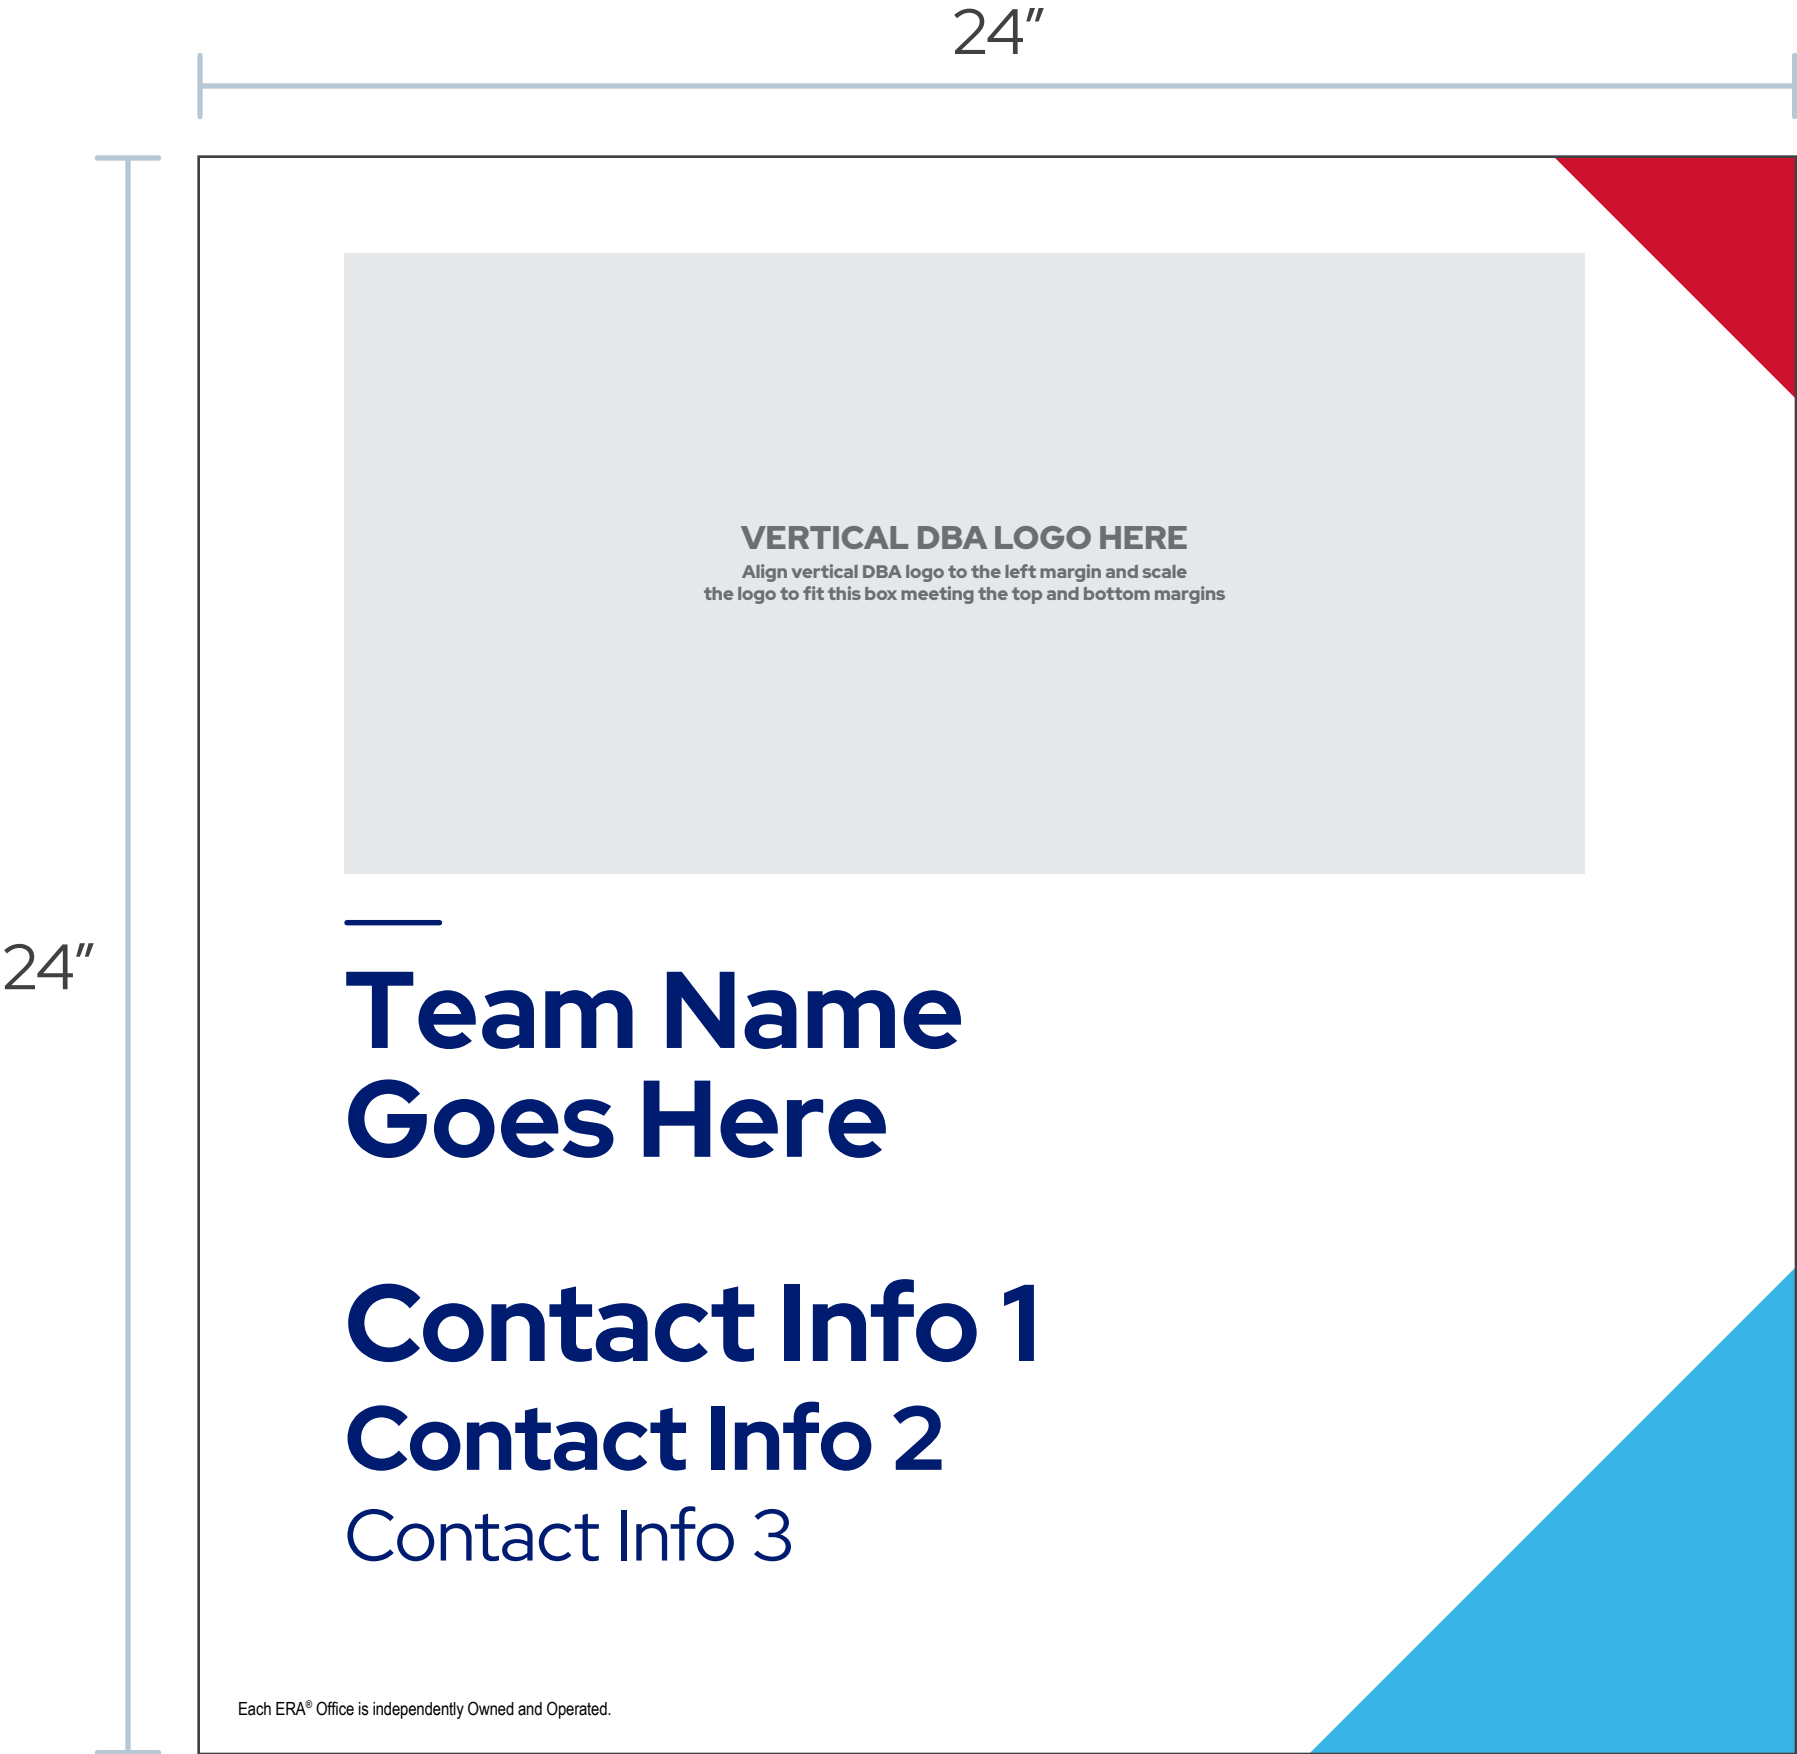 24″
VERTICAL DBA LOGO HERE
Align vertical DBA logo to the left margin and scale
the logo to fit this box meeting the top and bottom margins
24″
Team Name
Goes Here
Contact Info 1
Contact Info 2
Contact Info 3
Each ERA® Office is independently Owned and Operated.